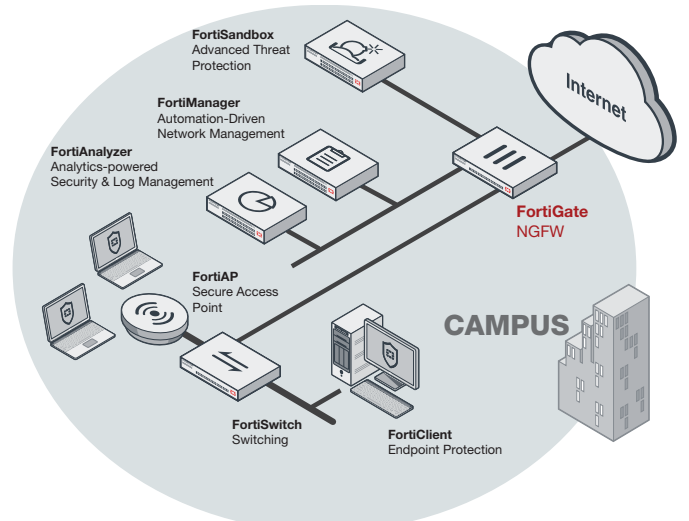 FortiSandbox
Advanced Threat
Protection
FortiManager
Automation-Driven
Network Management
FortiAnalyzer
Analytics-powered
Security & Log Management
Internet
FortiGate
NGFW
FortiAP
Secure Access
Point
CAMPUS
FortiSwitch
Switching
FortiClient
Endpoint Protection